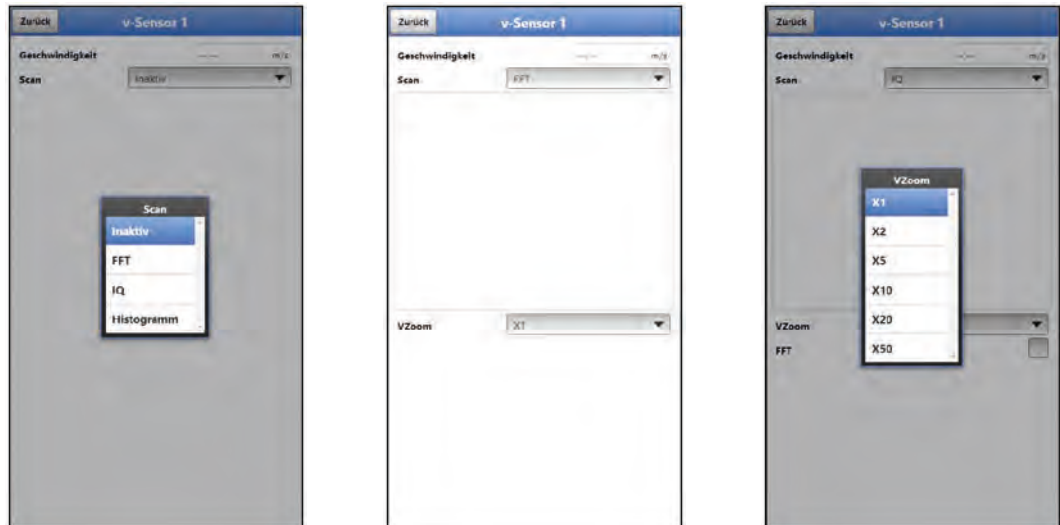 Zurück v-Sensor 1
Geschwindigkeit --.-- m/s
Scan Inaktiv
Scan
Inaktiv
FFT
IQ
Histogramm
Zurück v-Sensor 1
Geschwindigkeit --.-- m/s
Scan FFT
VZoom X1
Zurück v-Sensor 1
Geschwindigkeit --.-- m/s
Scan IQ
VZoom
X1
X2
X5
X10
X20
X50
VZoom
FFT